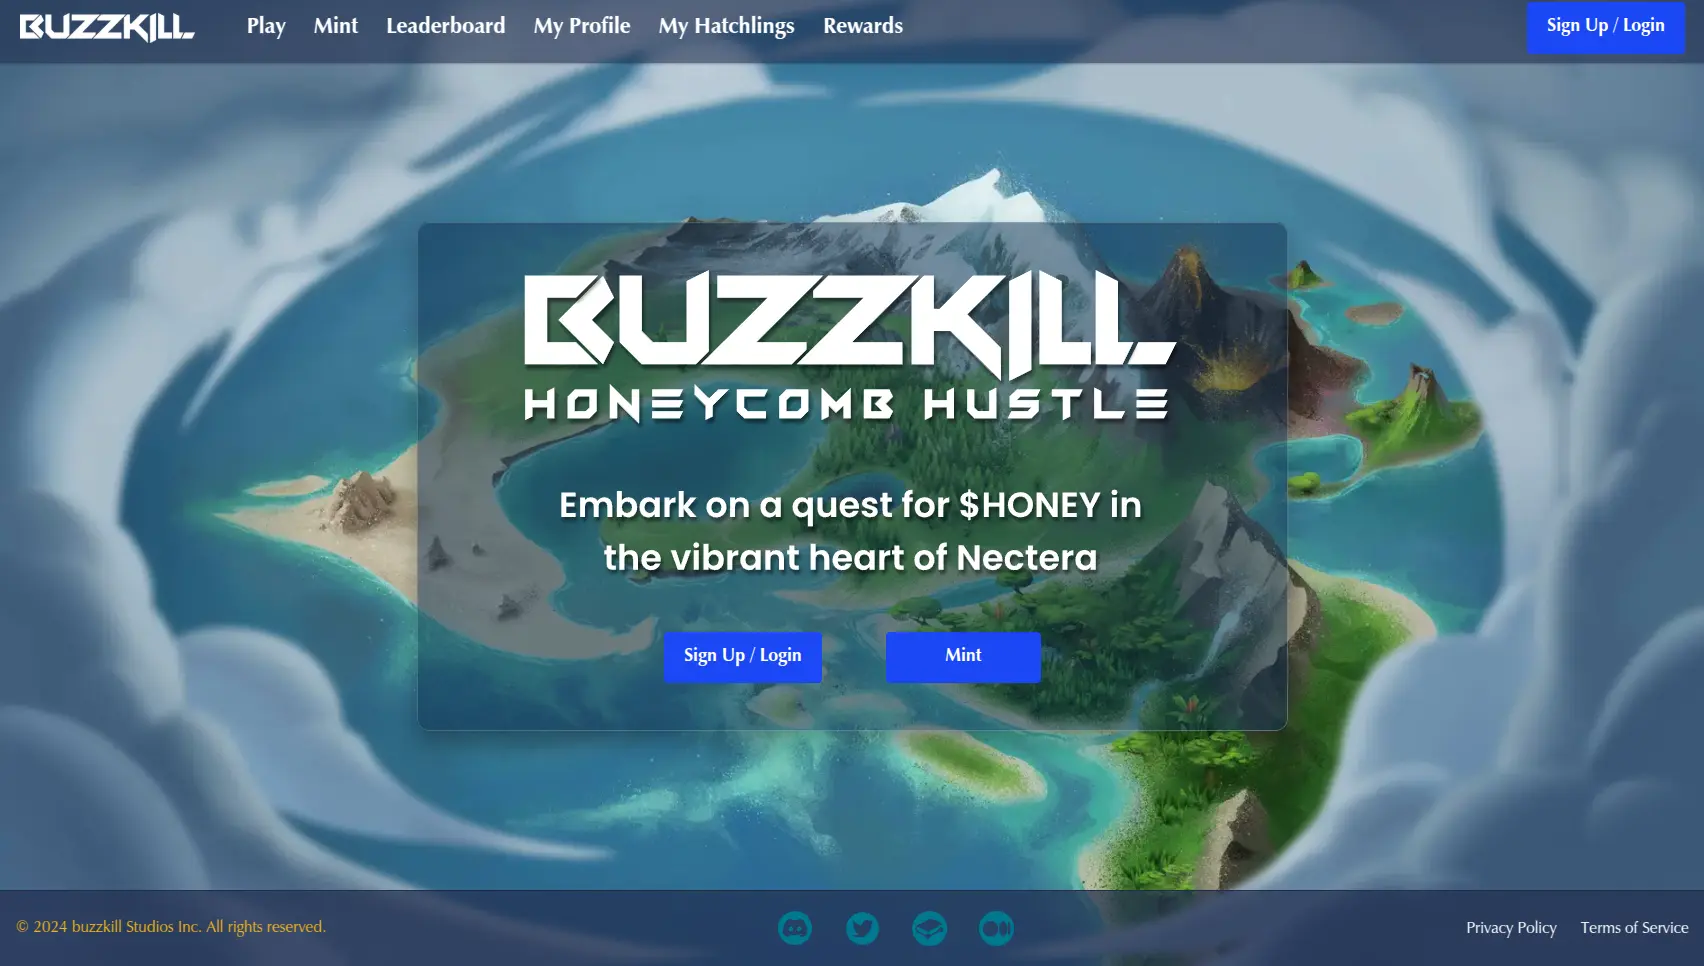 BUZZKILL
Play Mint Leaderboard My Profile My Hatchlings Rewards
Sign Up / Login
BUZZKILL
HONEYCOMB HUSTLE
Embark on a quest for $HONEY in
the vibrant heart of Nectera
Sign Up / Login
Mint
© 2024 buzzkill Studios Inc. All rights reserved.
Privacy Policy Terms of Service